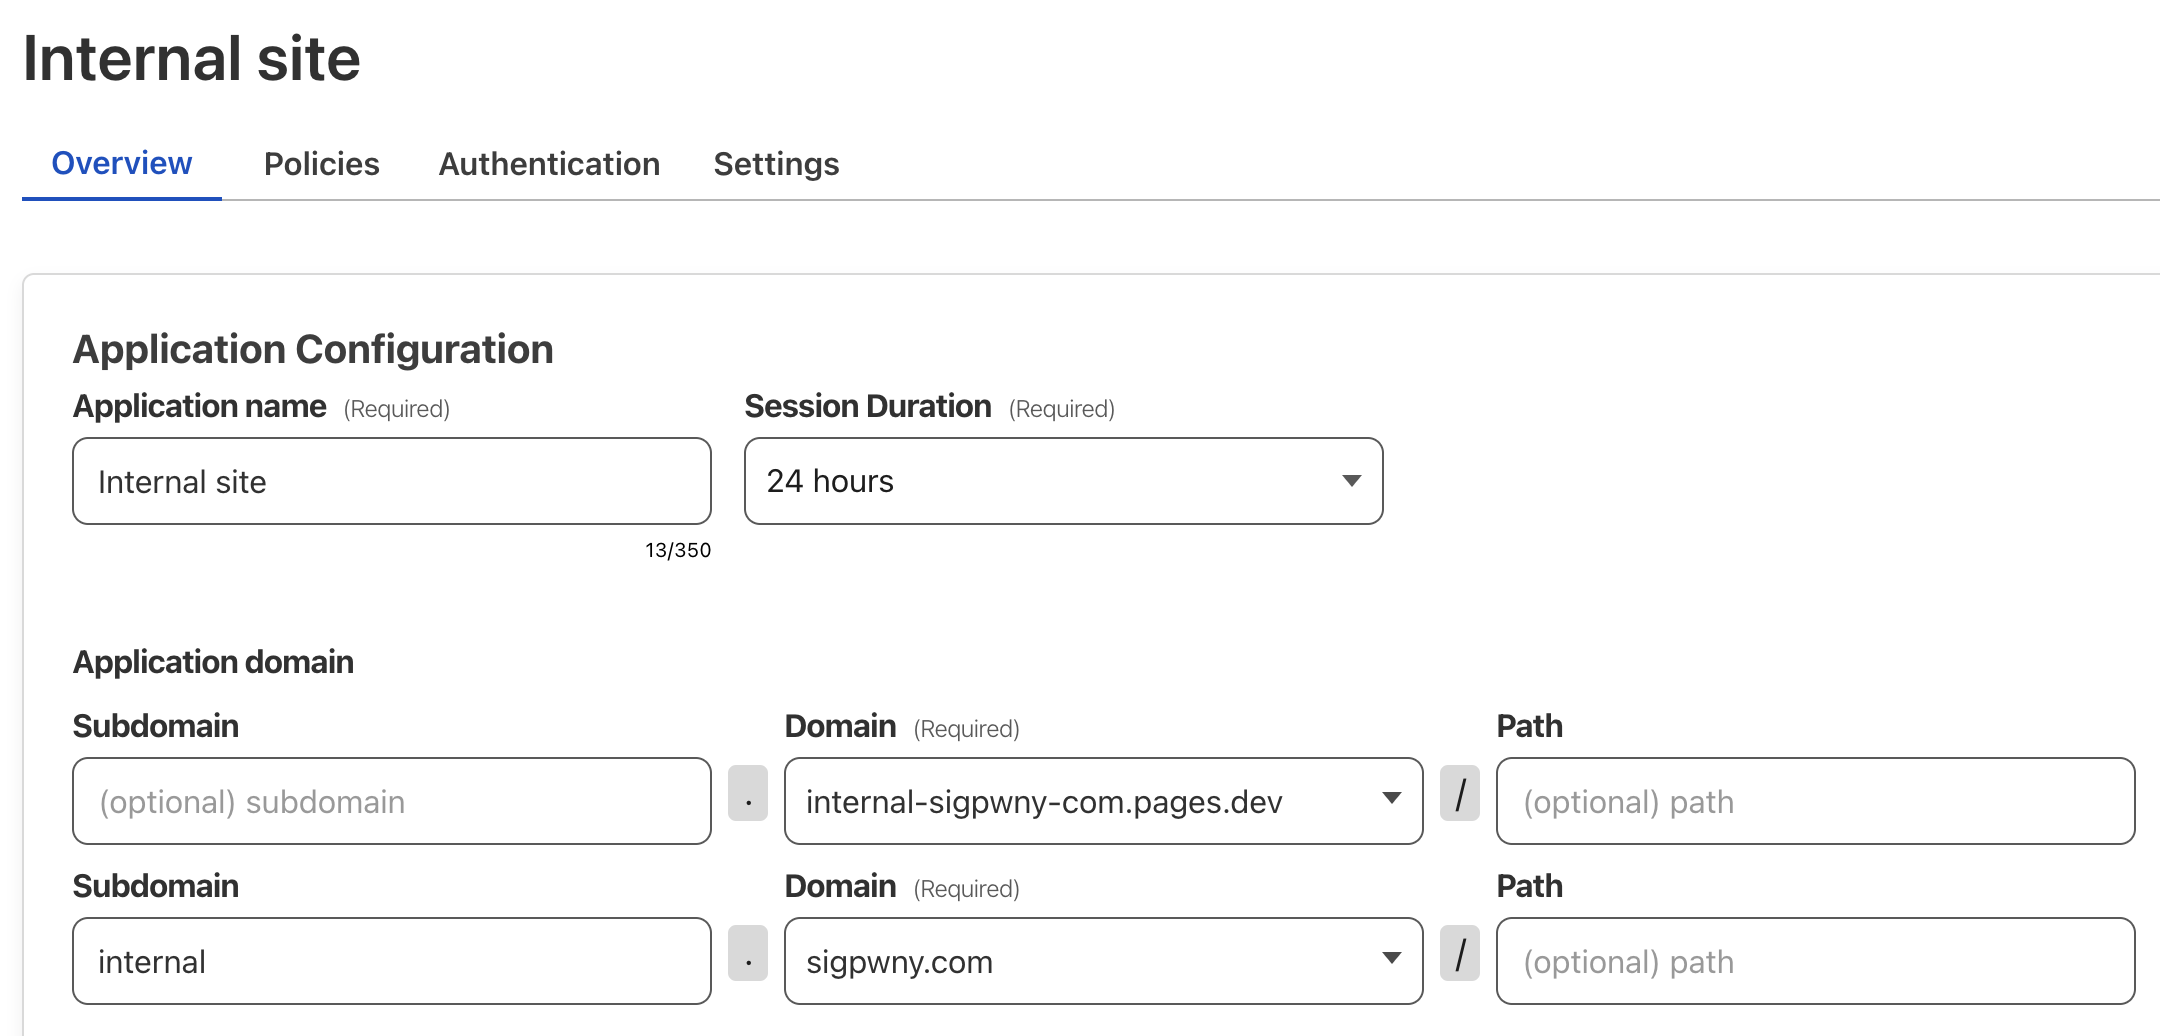 Internal site
Overview Policies Authentication Settings
Application Configuration
Application name (Required) Session Duration (Required)
Internal site 24 hours
13/350
Application domain
Subdomain Domain (Required) Path
(optional) subdomain . internal-sigpwny-com.pages.dev / (optional) path
Subdomain Domain (Required) Path
internal . sigpwny.com / (optional) path